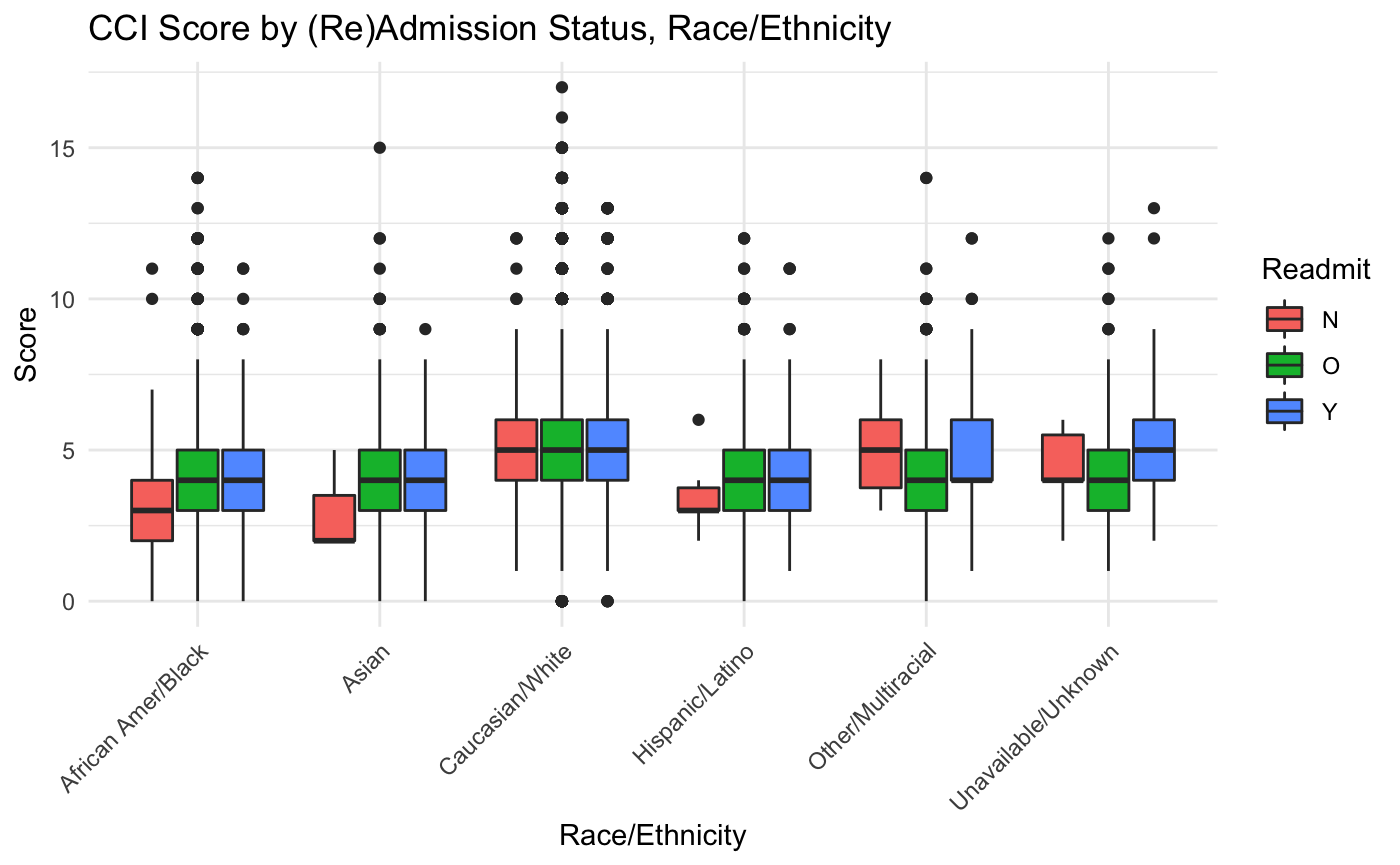 CCI Score by (Re)Admission Status, Race/Ethnicity
Score
15
10
5
0
African Amer/Black
Asian
Caucasian/White
Hispanic/Latino
Other/Multiracial
Unavailable/Unknown
Race/Ethnicity
Readmit
N
O
Y